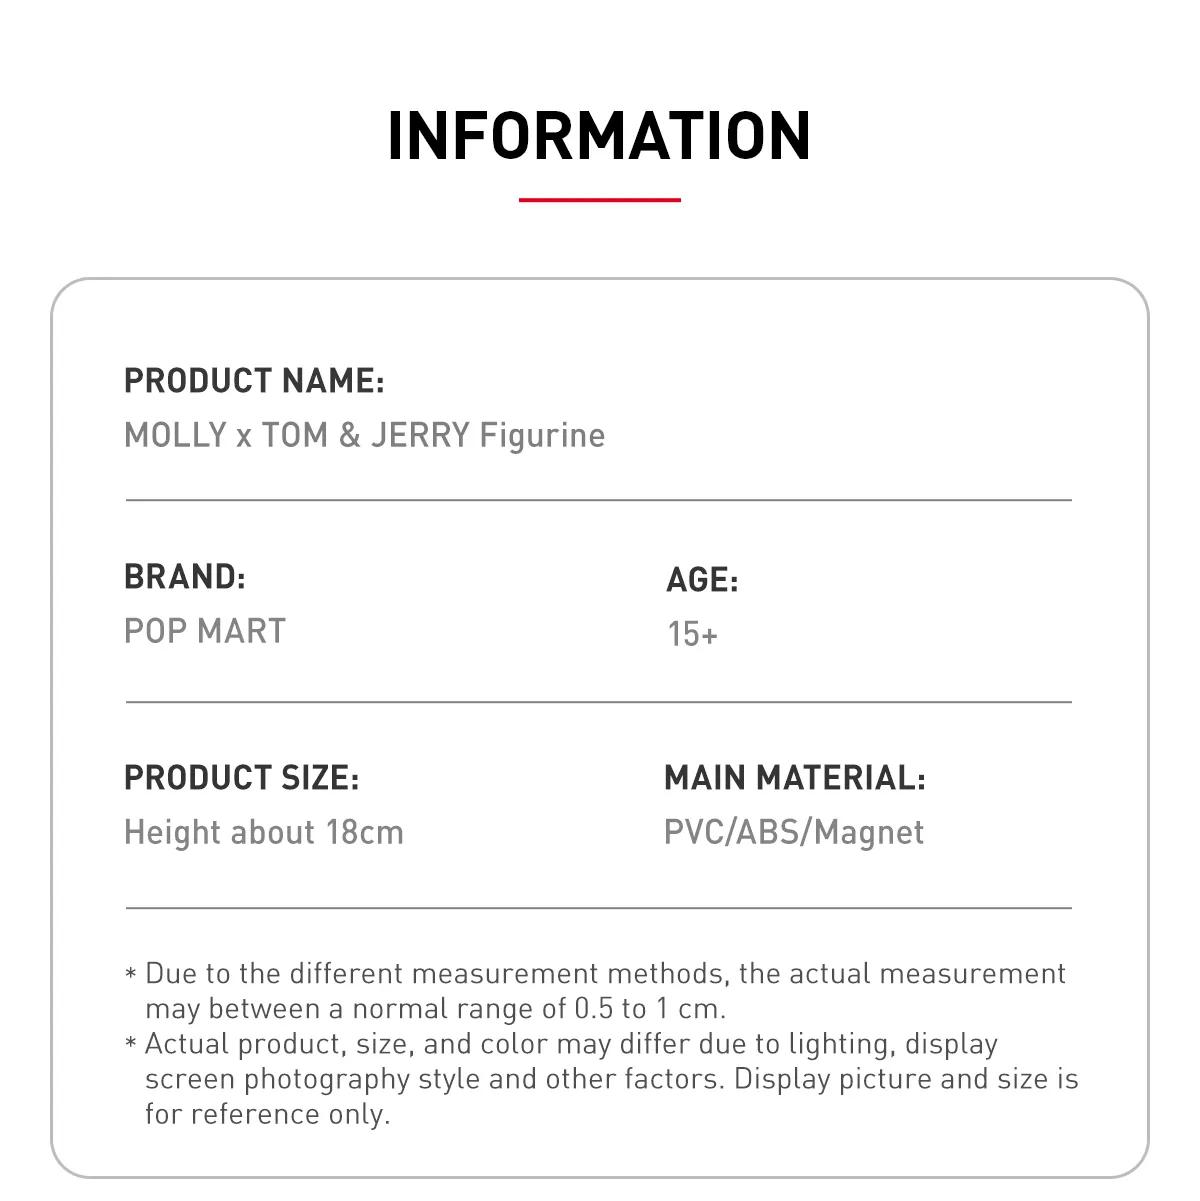 INFORMATION
PRODUCT NAME:
MOLLY x TOM & JERRY Figurine
BRAND:
POP MART
AGE:
15+
PRODUCT SIZE:
Height about 18cm
MAIN MATERIAL:
PVC/ABS/Magnet
* Due to the different measurement methods, the actual measurement
may between a normal range of 0.5 to 1 cm.
* Actual product, size, and color may differ due to lighting, display
screen photography style and other factors. Display picture and size is
for reference only.